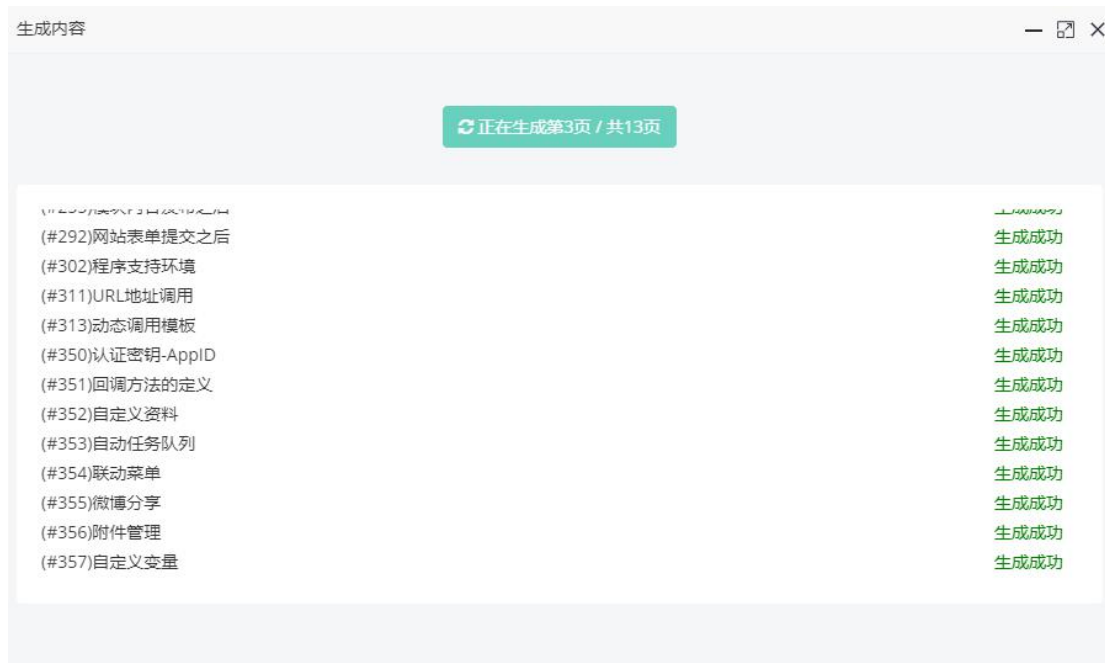 生成内容
正在生成第3页 / 共13页
(#292)网站表单提交之后 生成成功
(#302)程序支持环境 生成成功
(#311)URL地址调用 生成成功
(#313)动态调用模板 生成成功
(#350)认证密钥-AppID 生成成功
(#351)回调方法的定义 生成成功
(#352)自定义资料 生成成功
(#353)自动任务队列 生成成功
(#354)联动菜单 生成成功
(#355)微博分享 生成成功
(#356)附件管理 生成成功
(#357)自定义变量 生成成功